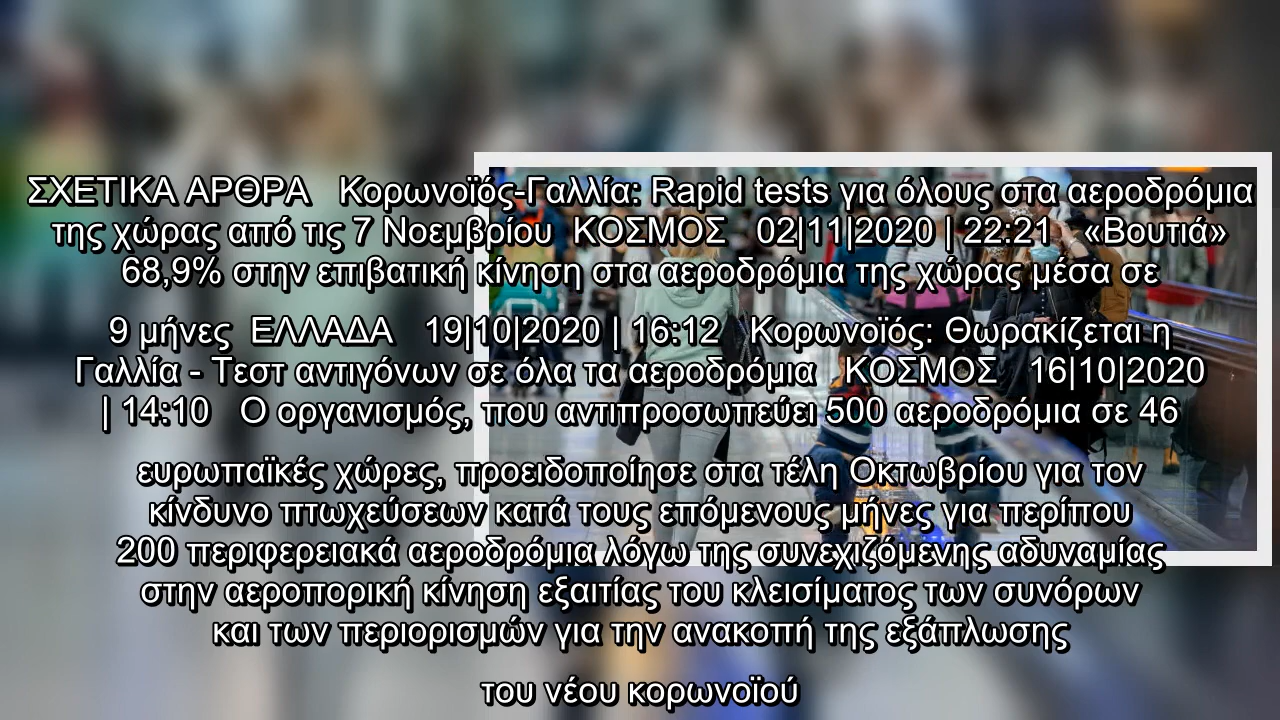 ΣΧΕΤΙΚΑ ΑΡΘΡΑ   Κορωνοϊός-Γαλλία: Rapid tests για όλους στα αεροδρόμια
της χώρας από τις 7 Νοεμβρίου  ΚΟΣΜΟΣ   02|11|2020 | 22:21   «Βουτιά»
68,9% στην επιβατική κίνηση στα αεροδρόμια της χώρας μέσα σε
9 μήνες  ΕΛΛΑΔΑ   19|10|2020 | 16:12   Κορωνοϊός: Θωρακίζεται η
Γαλλία - Τεστ αντιγόνων σε όλα τα αεροδρόμια   ΚΟΣΜΟΣ   16|10|2020
| 14:10   Ο οργανισμός, που αντιπροσωπεύει 500 αεροδρόμια σε 46
ευρωπαϊκές χώρες, προειδοποίησε στα τέλη Οκτωβρίου για τον
κίνδυνο πτωχεύσεων κατά τους επόμενους μήνες για περίπου
200 περιφερειακά αεροδρόμια λόγω της συνεχιζόμενης αδυναμίας
στην αεροπορική κίνηση εξαιτίας του κλεισίματος των συνόρων
και των περιορισμών για την ανακοπή της εξάπλωσης
του νέου κορωνοϊού